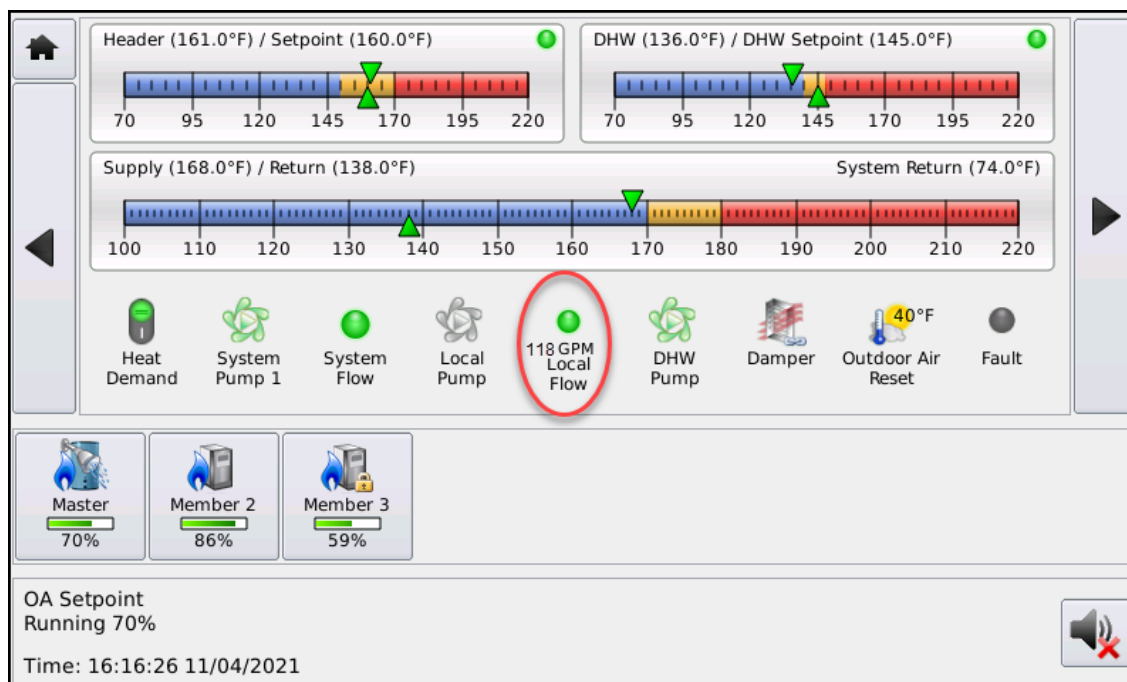 Header (161.0°F) / Setpoint (160.0°F)
70 95 120 145 170 195 220
DHW (136.0°F) / DHW Setpoint (145.0°F)
70 95 120 145 170 195 220
Supply (168.0°F) / Return (138.0°F) System Return (74.0°F)
100 110 120 130 140 150 160 170 180 190 200 210 220
Heat
Demand
System
Pump 1
System
Flow
Local
Pump
118 GPM
Local
Flow
DHW
Pump
Damper
40°F
Outdoor Air
Reset
Fault
Master
70%
Member 2
86%
Member 3
59%
OA Setpoint
Running 70%
Time: 16:16:26 11/04/2021